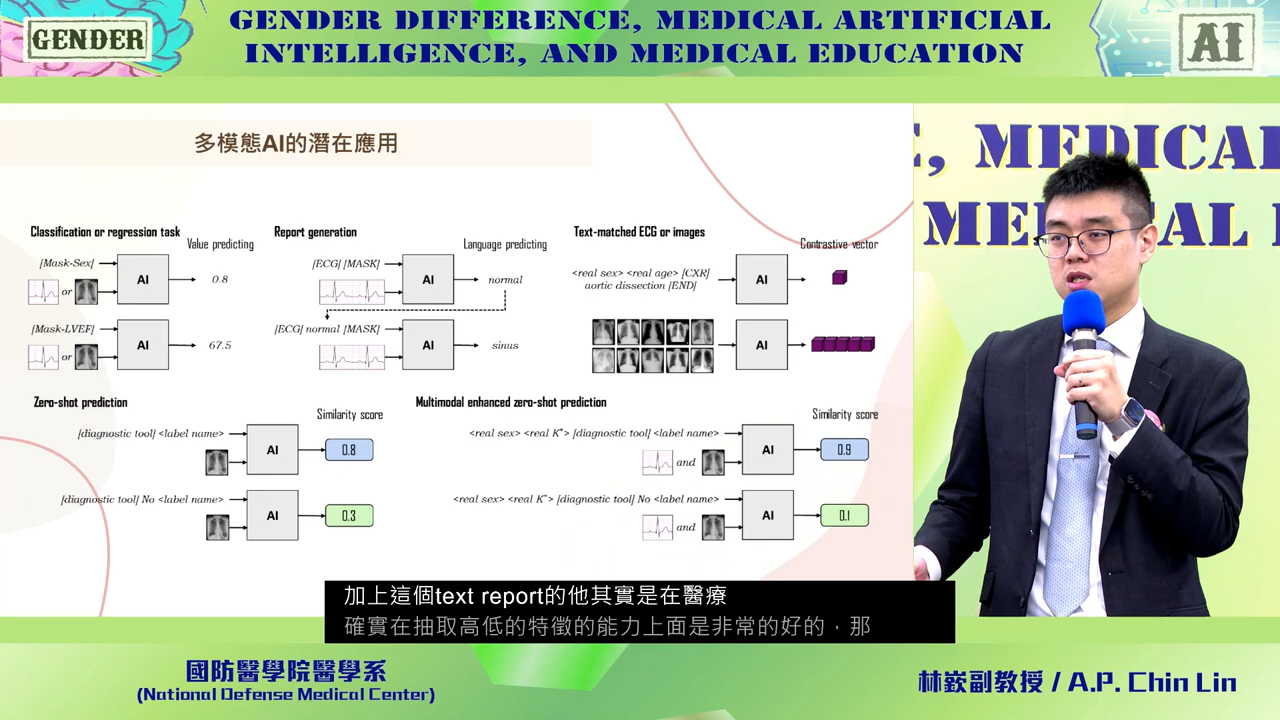 GENDER
GENDER DIFFERENCE, MEDICAL ARTIFICIAL
INTELLIGENCE, AND MEDICAL EDUCATION
AI
多模態AI的潛在應用
Classification or regression task
Value predicting
[Mask-Sex]
or
AI
0.8
[Mask-LVEF]
or
AI
67.5
Report generation
Language predicting
[ECG] [MASK]
AI
normal
[ECG] normal [MASK]
AI
sinus
Text-matched ECG or images
Contrastive vector
<real sex> <real age> [CXR]
aortic dissection [END]
AI
AI
Zero-shot prediction
Similarity score
[diagnostic tool] <label name>
AI
0.8
[diagnostic tool] No <label name>
AI
0.3
Multimodal enhanced zero-shot prediction
Similarity score
<real sex> <real K⁺> [diagnostic tool] <label name>
and
AI
0.9
<real sex> <real K⁺> [diagnostic tool] No <label name>
and
AI
0.1
E, MEDICAL
MEDICAL
加上這個text report的他其實是在醫療
確實在抽取高低的特徵的能力上面是非常的好的，那
國防醫學院醫學系
(National Defense Medical Center)
林嶔副教授 / A.P. Chin Lin